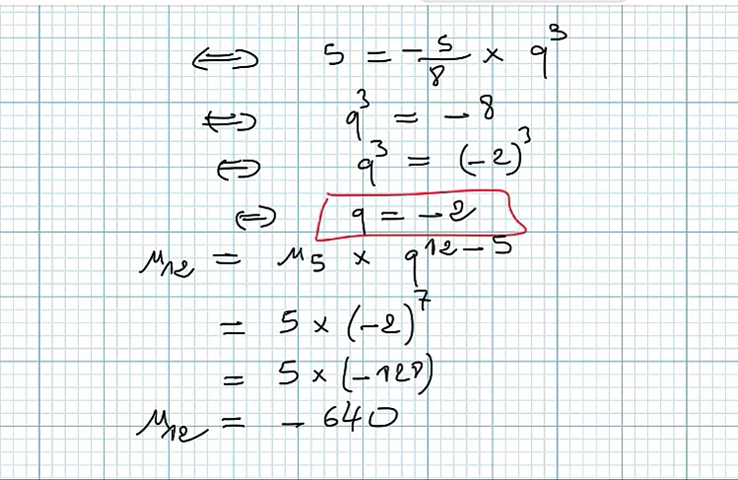 ⟺ 5 = -5/8 × q³
⟺ q³ = -8
⟺ q³ = (-2)³
⟺ q = -2
u₁₂ = u₅ × q¹²⁻⁵
= 5 × (-2)⁷
= 5 × (-128)
u₁₂ = -640